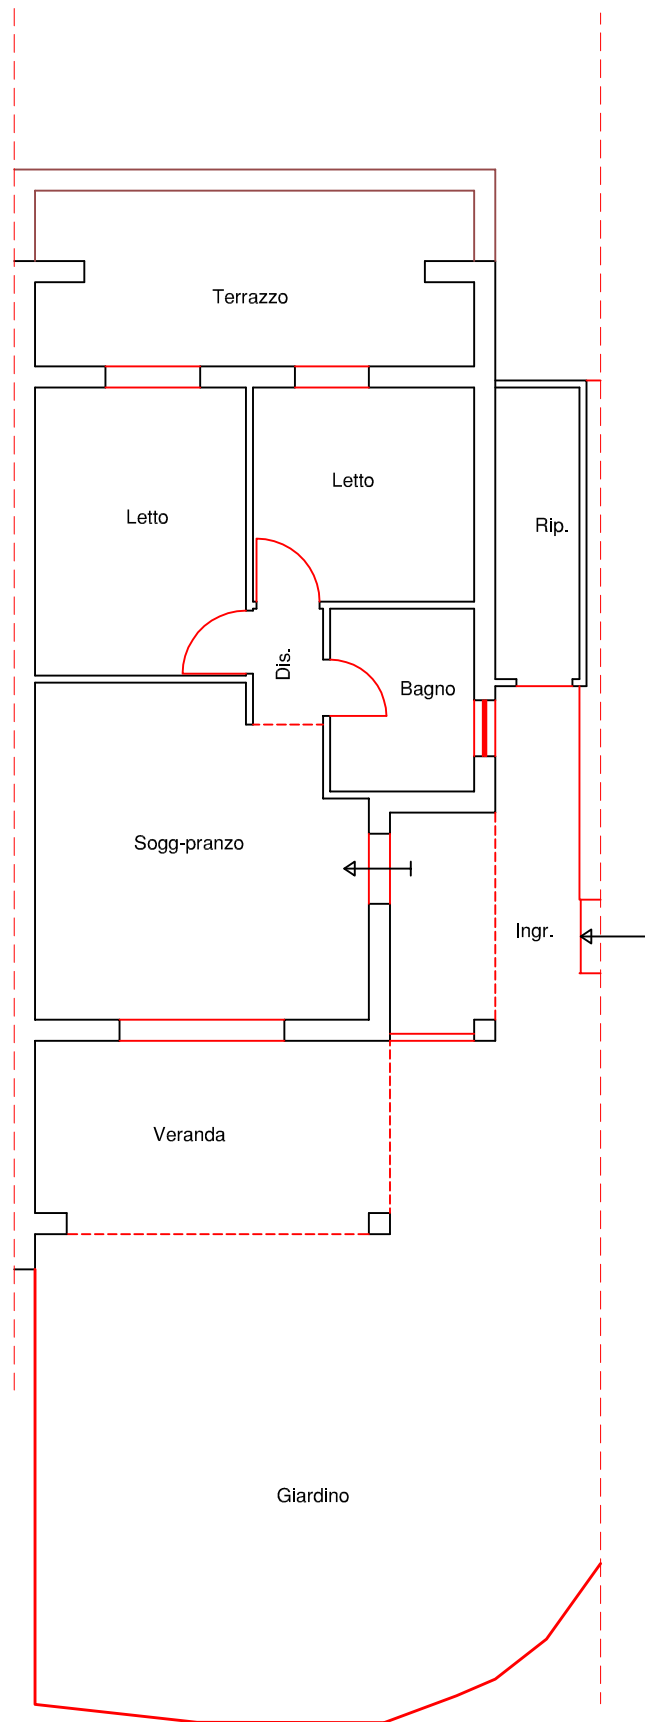 Terrazzo
Letto
Letto
Rip.
Dis.
Bagno
Sogg-pranzo
Ingr.
Veranda
Giardino